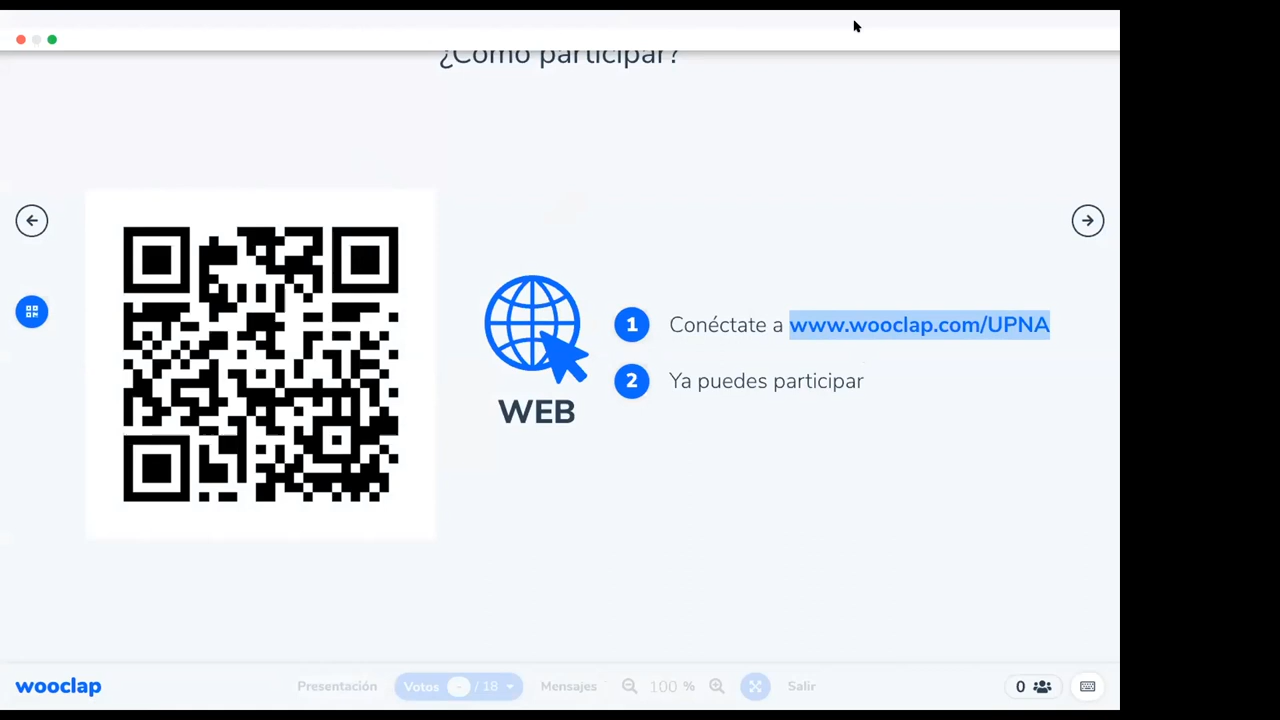 ¿Cómo participar?
1 Conéctate a www.wooclap.com/UPNA
2 Ya puedes participar
WEB
wooclap Presentación Votos - / 18 Mensajes 100 % Salir 0